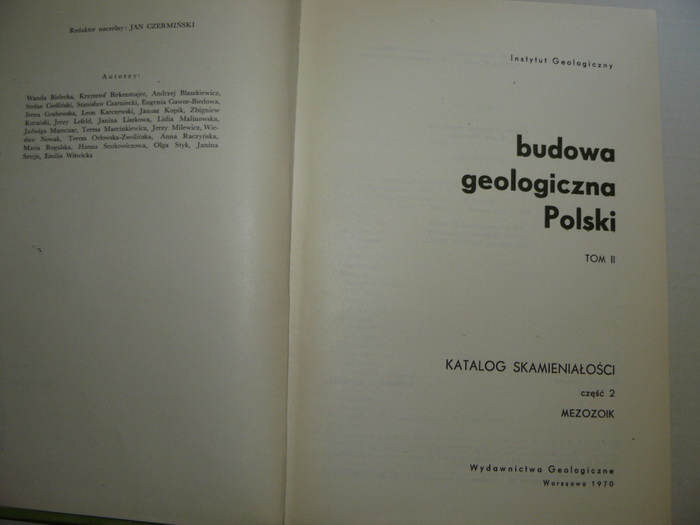 Redaktor naczelny: JAN CZERMIŃSKI
Autorzy:
Wanda Bielecka, Krzysztof Birkenmajer, Andrzej Błaszkiewicz,
Stefan Cieśliński, Stanisław Czarniecki, Eugenia Gawor-Biedowa,
Irena Grabowska, Leon Karczewski, Janusz Kopik, Zbigniew
Kotański, Jerzy Lefeld, Janina Liszkowa, Lidia Malinowska,
Jadwiga Mamczar, Teresa Marcinkiewicz, Jerzy Milewicz, Wie-
sław Nowak, Teresa Orłowska-Zwolińska, Anna Raczyńska,
Maria Rogalska, Hanna Senkowiczowa, Olga Styk, Janina
Sztejn, Emilia Witwicka
Instytut Geologiczny
budowa
geologiczna
Polski
TOM II
KATALOG SKAMIENIAŁOŚCI
część 2
MEZOZOIK
Wydawnictwa Geologiczne
Warszawa 1970